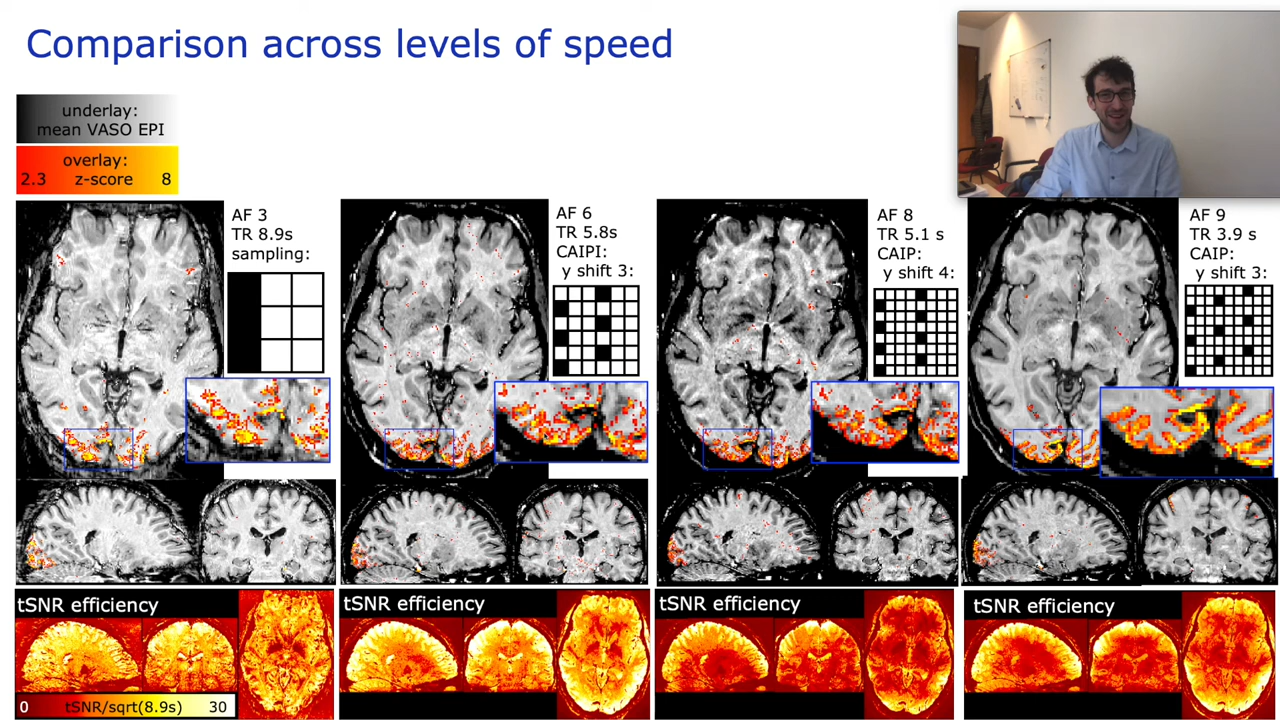 Comparison across levels of speed
underlay:
mean VASO EPI
overlay:
2.3 z-score 8
AF 3
TR 8.9s
sampling:
AF 6
TR 5.8s
CAIPI:
y shift 3:
AF 8
TR 5.1 s
CAIP:
y shift 4:
AF 9
TR 3.9 s
CAIP:
y shift 3:
tSNR efficiency
tSNR efficiency
tSNR efficiency
tSNR efficiency
0 tSNR/sqrt(8.9s) 30